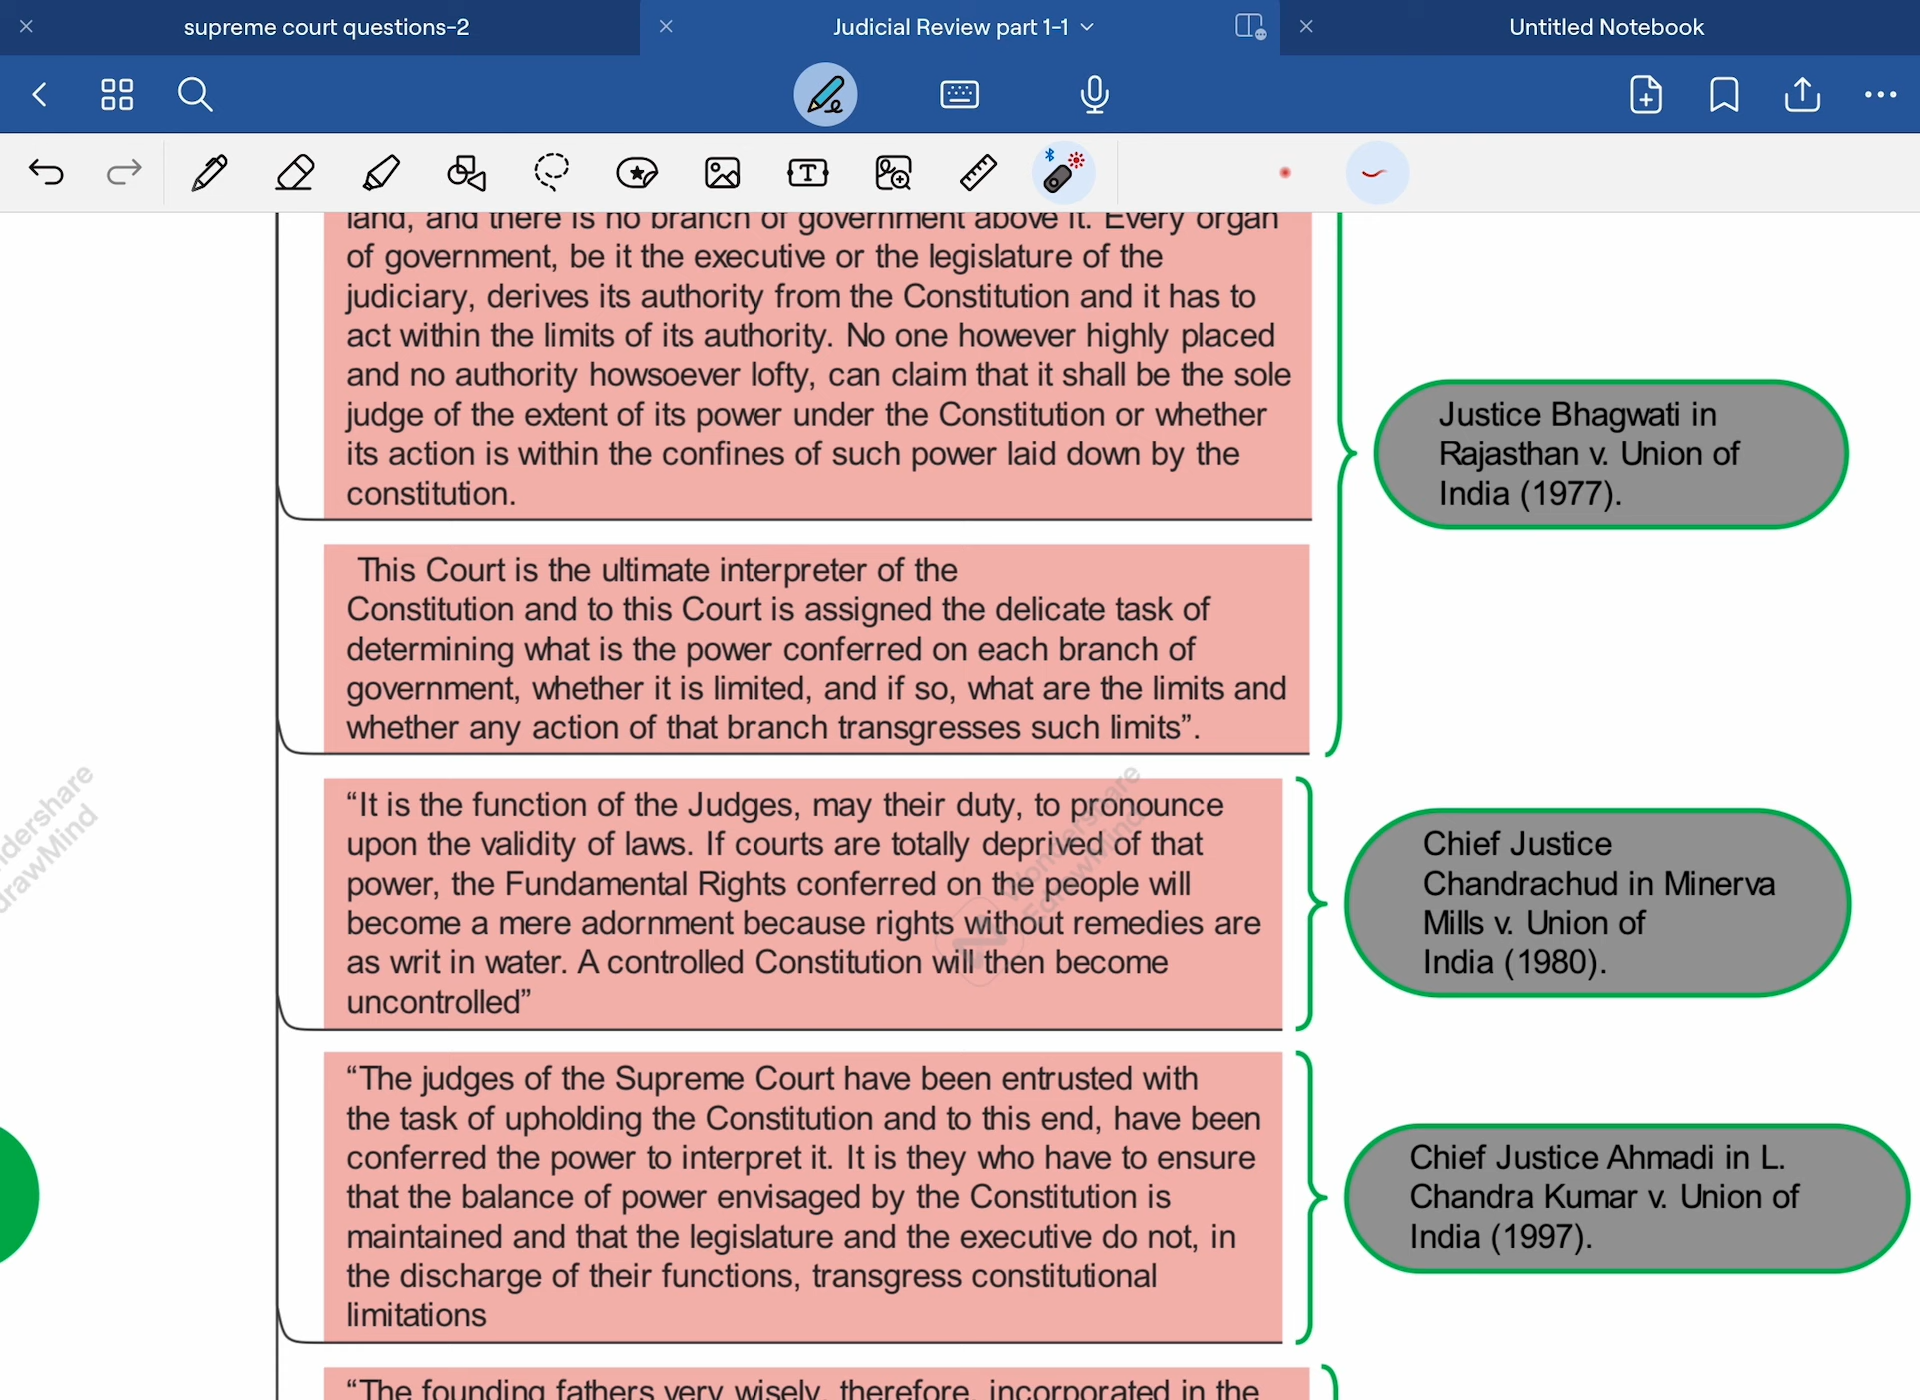 supreme court questions-2
Judicial Review part 1-1
Untitled Notebook
land, and there is no branch of government above it. Every organ
of government, be it the executive or the legislature of the
judiciary, derives its authority from the Constitution and it has to
act within the limits of its authority. No one however highly placed
and no authority howsoever lofty, can claim that it shall be the sole
judge of the extent of its power under the Constitution or whether
its action is within the confines of such power laid down by the
constitution.
Justice Bhagwati in
Rajasthan v. Union of
India (1977).
This Court is the ultimate interpreter of the
Constitution and to this Court is assigned the delicate task of
determining what is the power conferred on each branch of
government, whether it is limited, and if so, what are the limits and
whether any action of that branch transgresses such limits”.
“It is the function of the Judges, may their duty, to pronounce
upon the validity of laws. If courts are totally deprived of that
power, the Fundamental Rights conferred on the people will
become a mere adornment because rights without remedies are
as writ in water. A controlled Constitution will then become
uncontrolled”
Chief Justice
Chandrachud in Minerva
Mills v. Union of
India (1980).
“The judges of the Supreme Court have been entrusted with
the task of upholding the Constitution and to this end, have been
conferred the power to interpret it. It is they who have to ensure
that the balance of power envisaged by the Constitution is
maintained and that the legislature and the executive do not, in
the discharge of their functions, transgress constitutional
limitations
Chief Justice Ahmadi in L.
Chandra Kumar v. Union of
India (1997).
“The founding fathers very wisely, therefore, incorporated in the
Wondershare
EdrawMind
ndershare
drawMind